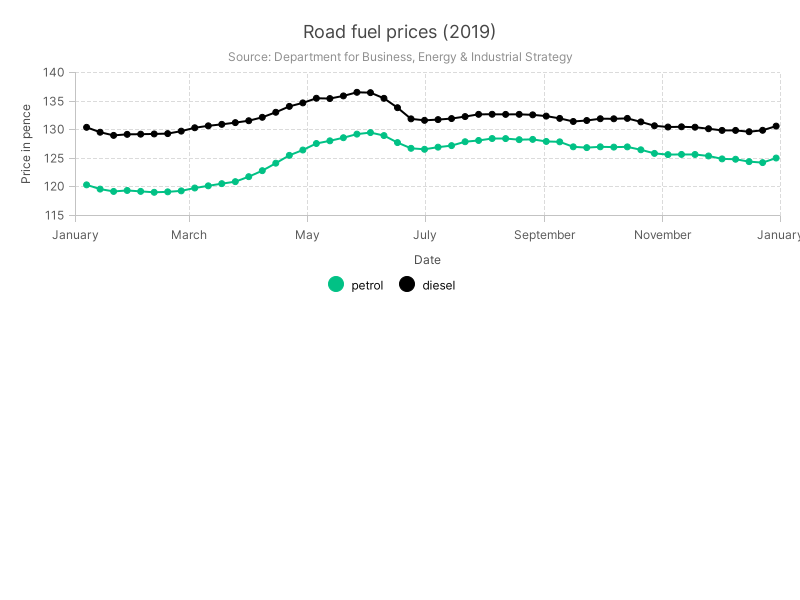 Road fuel prices (2019)
Source: Department for Business, Energy & Industrial Strategy
140
135
130
125
120
115
Price in pence
January March May July September November January
Date
petrol diesel